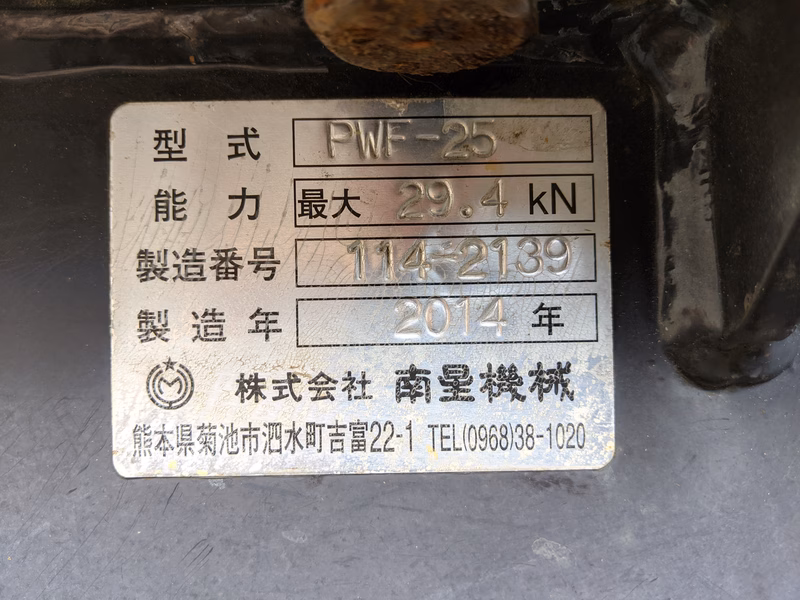 型式 PWF-25
能力 最大 29.4 kN
製造番号 114-2139
製造年 2014 年
株式会社 南星機械
熊本県菊池市泗水町吉富22-1 TEL(0968)38-1020